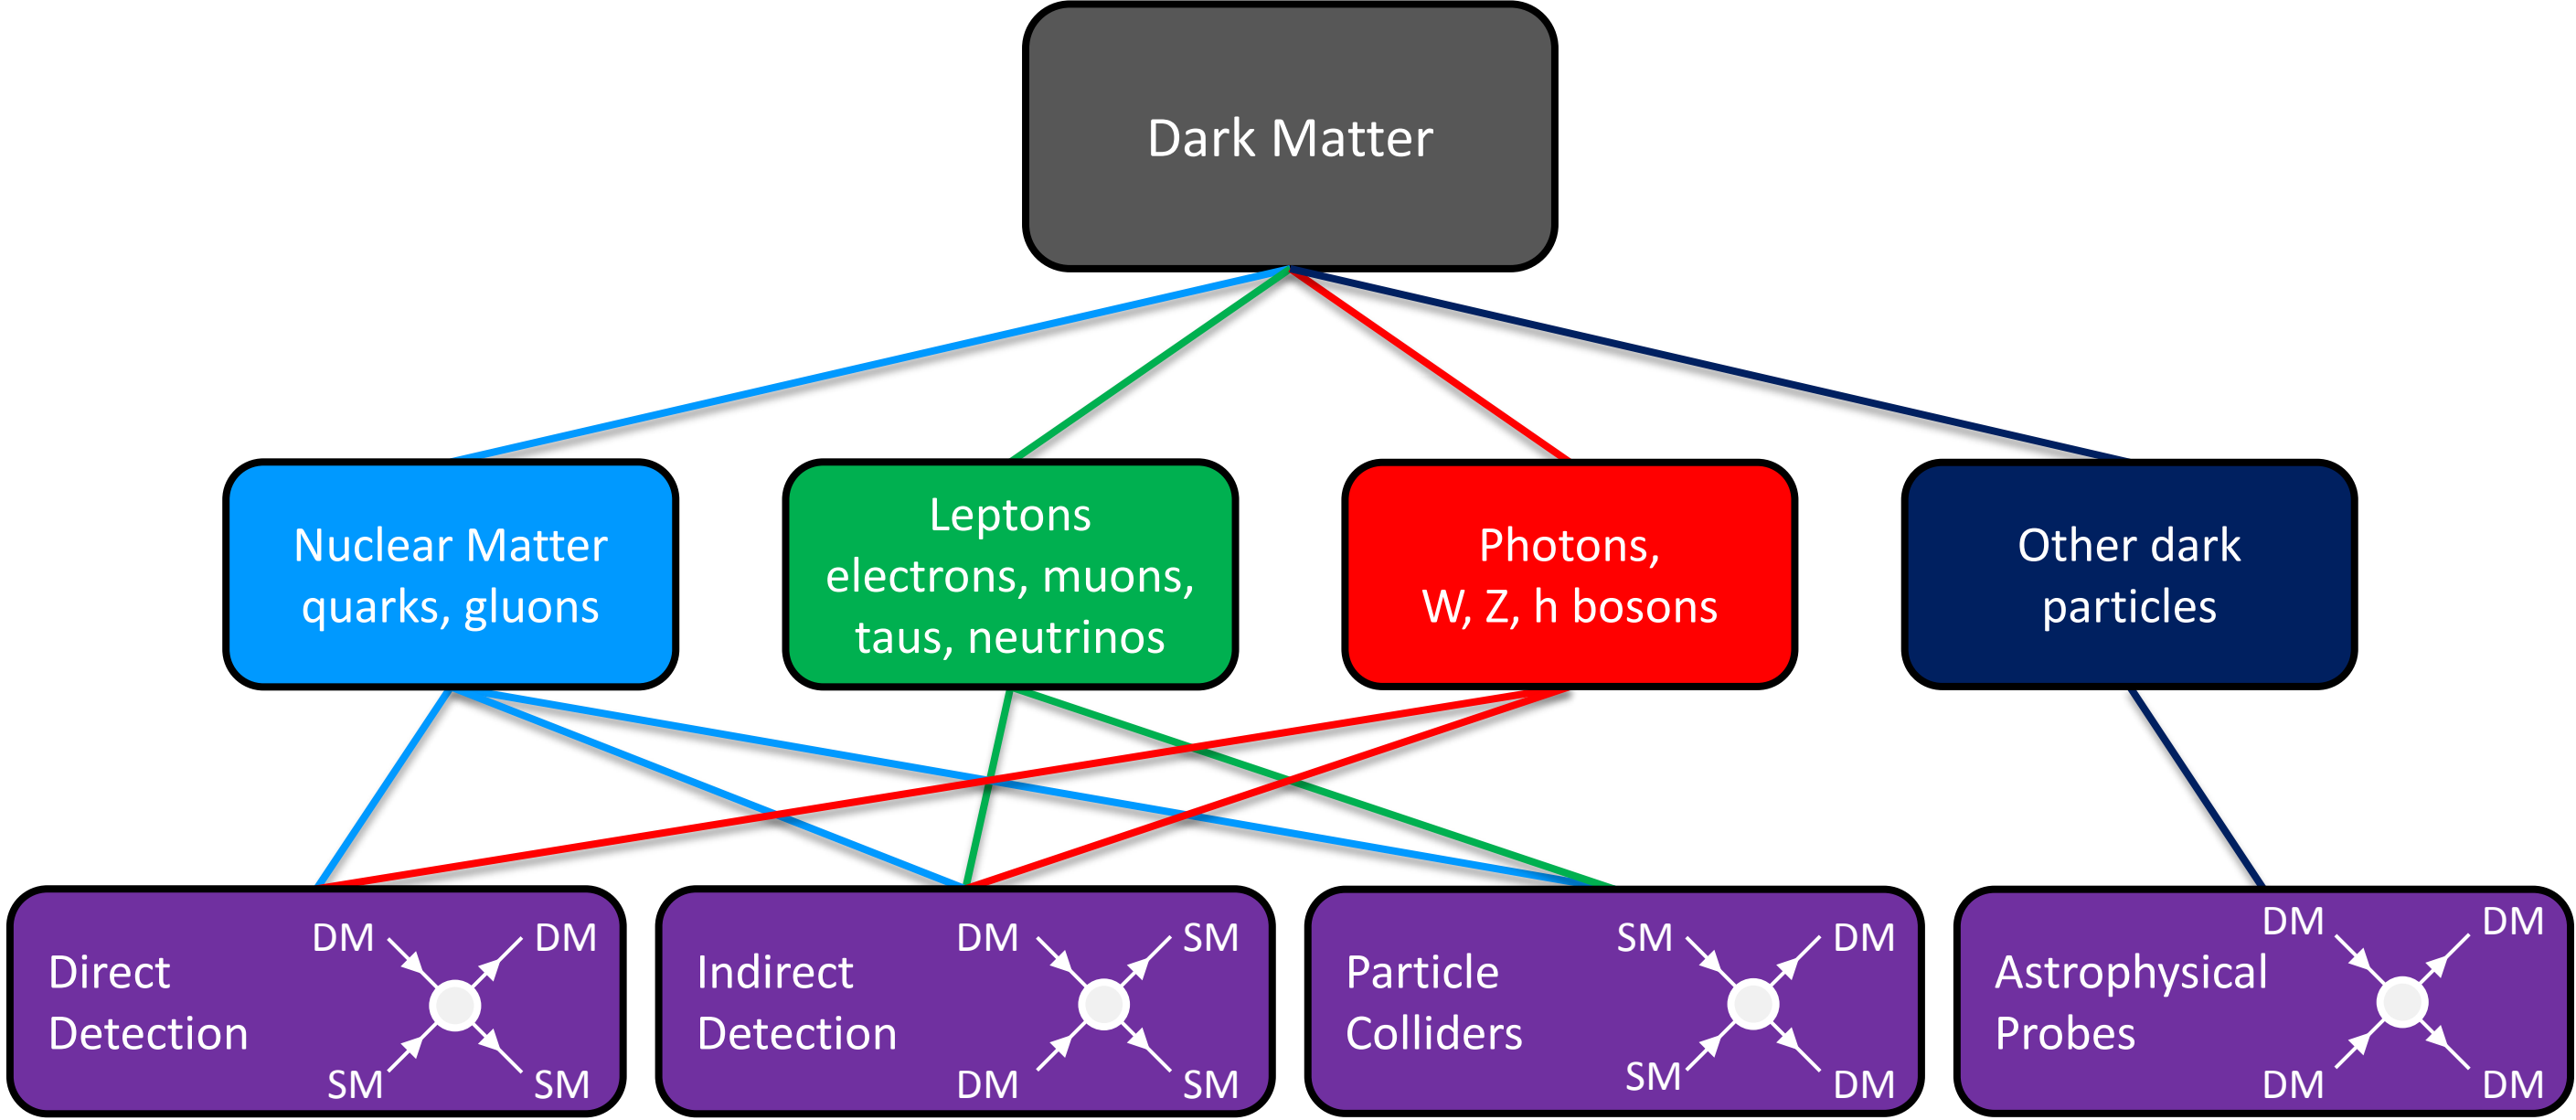 Dark Matter
Nuclear Matter
quarks, gluons
Leptons
electrons, muons,
taus, neutrinos
Photons,
W, Z, h bosons
Other dark
particles
Direct
Detection
DM
DM
SM
SM
Indirect
Detection
DM
SM
DM
SM
Particle
Colliders
SM
DM
SM
DM
Astrophysical
Probes
DM
DM
DM
DM